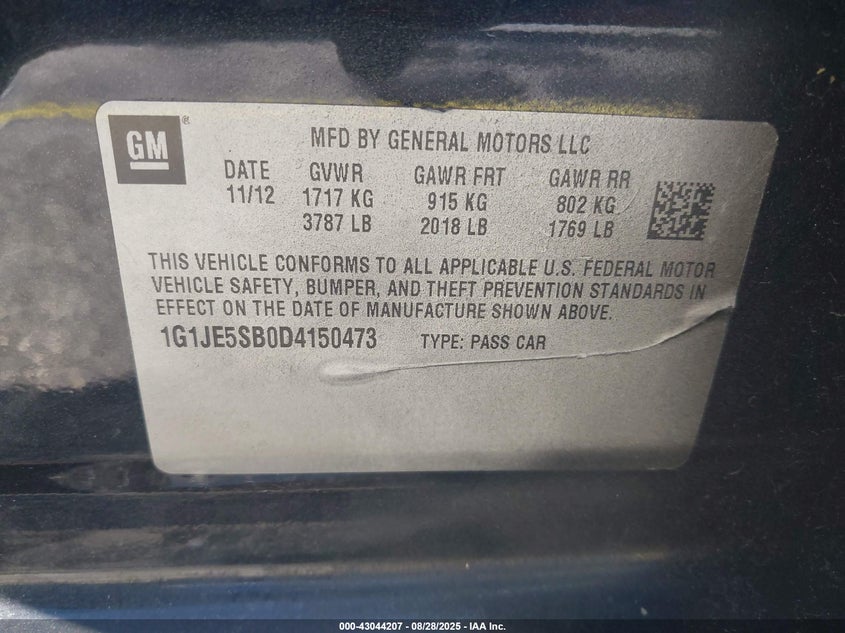 GM®
MFD BY GENERAL MOTORS LLC
DATE GVWR GAWR FRT GAWR RR
11/12 1717 KG 915 KG 802 KG
3787 LB 2018 LB 1769 LB
THIS VEHICLE CONFORMS TO ALL APPLICABLE U.S. FEDERAL MOTOR
VEHICLE SAFETY, BUMPER, AND THEFT PREVENTION STANDARDS IN
EFFECT ON THE DATE OF MANUFACTURE SHOWN ABOVE.
1G1JE5SB0D4150473 TYPE: PASS CAR
000-43044207 - 08/28/2025 - IAA Inc.